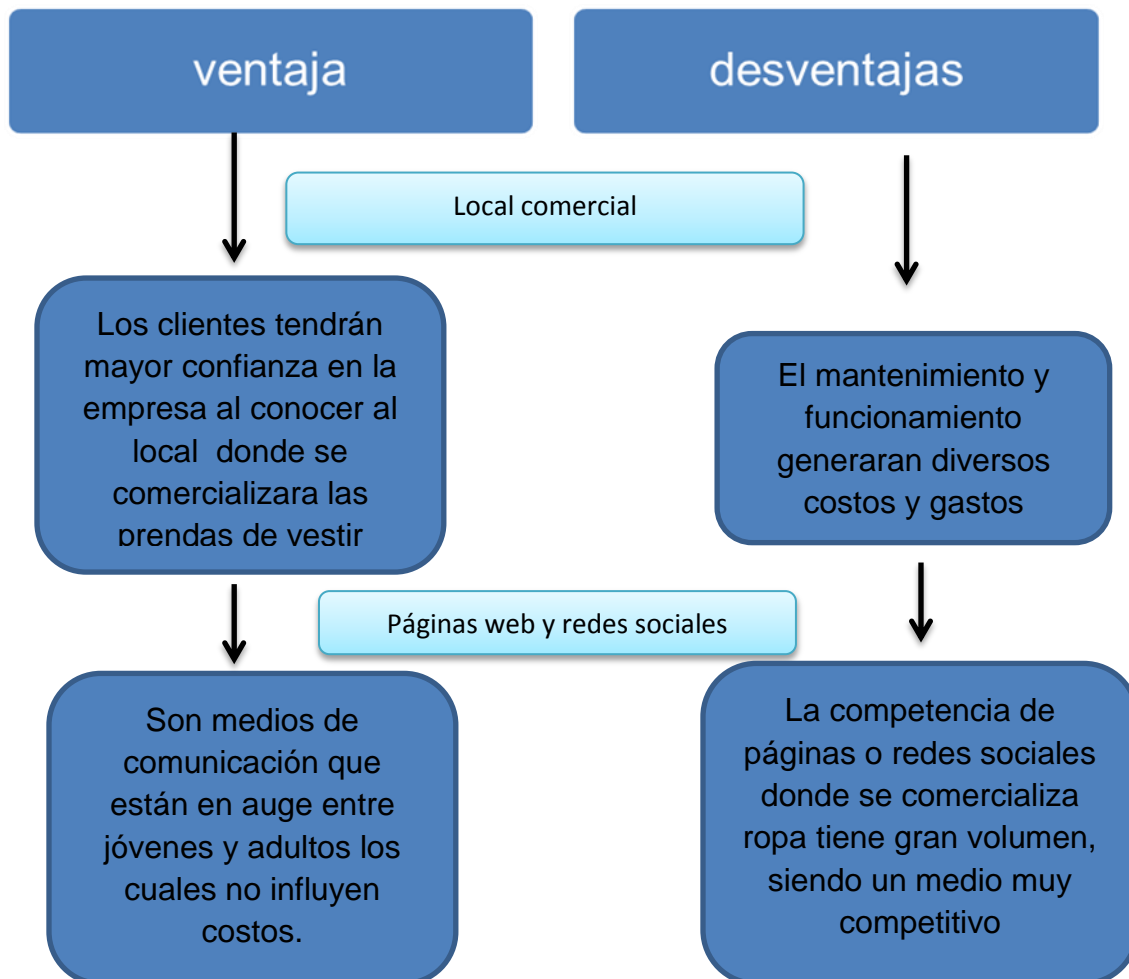 ventaja
desventajas
Local comercial
Los clientes tendrán
mayor confianza en la
empresa al conocer al
local  donde se
comercializara las
prendas de vestir
El mantenimiento y
funcionamiento
generaran diversos
costos y gastos
Páginas web y redes sociales
Son medios de
comunicación que
están en auge entre
jóvenes y adultos los
cuales no influyen
costos.
La competencia de
páginas o redes sociales
donde se comercializa
ropa tiene gran volumen,
siendo un medio muy
competitivo